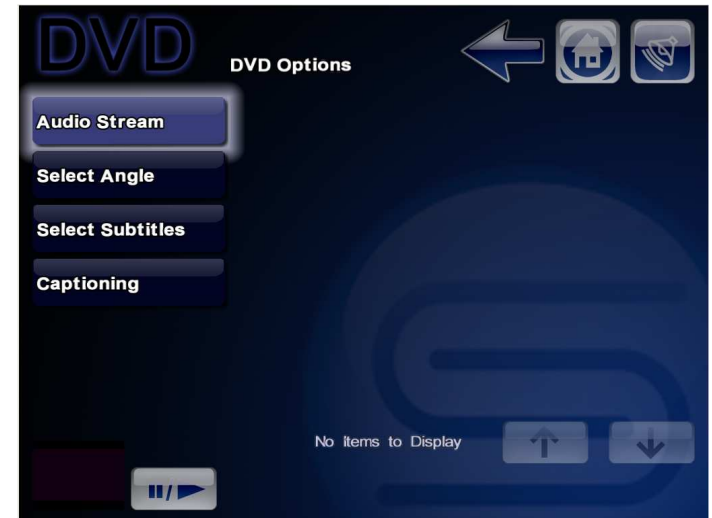 DVD
DVD Options
Audio Stream
Select Angle
Select Subtitles
Captioning
No Items to Display